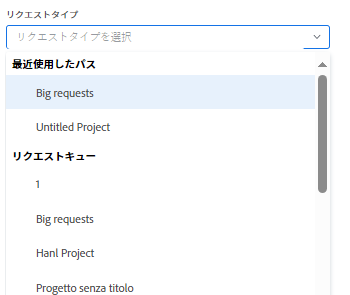 リクエストタイプ
リクエストタイプを選択
最近使用したパス
Big requests
Untitled Project
リクエストキュー
1
Big requests
Hanl Project
Progetto senza titolo